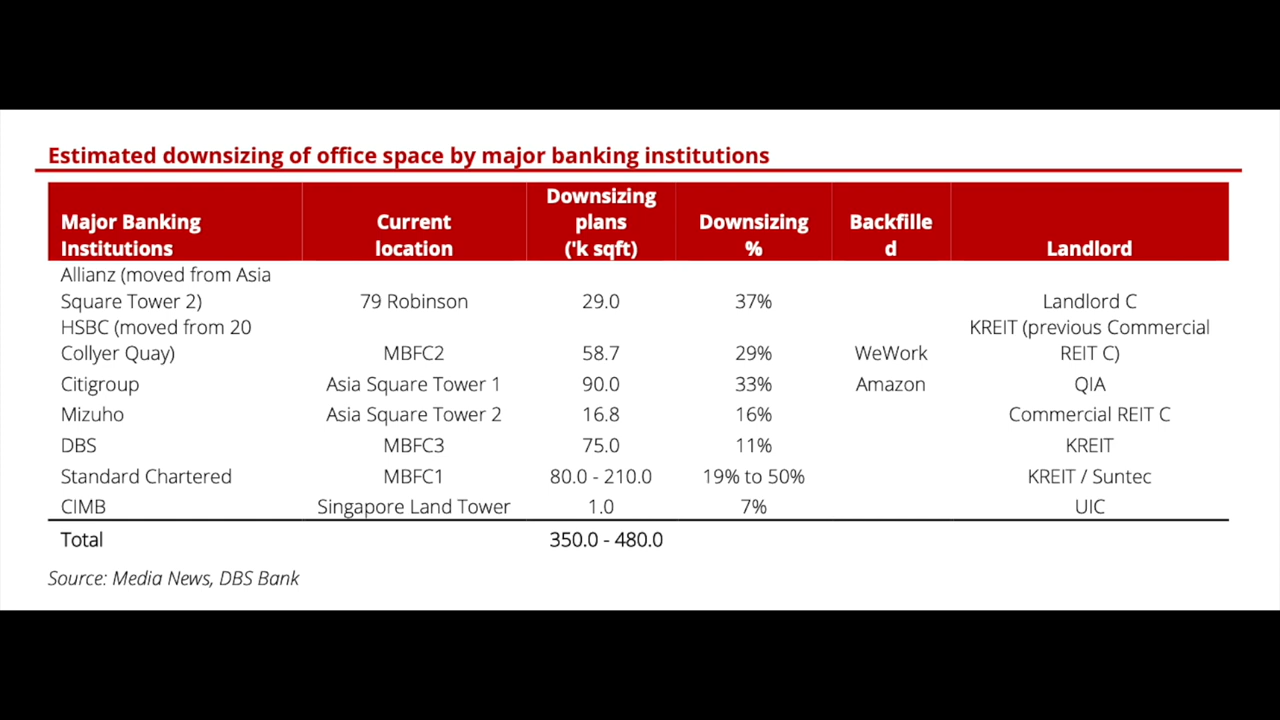 Estimated downsizing of office space by major banking institutions
Major Banking Institutions Current location Downsizing plans ('k sqft) Downsizing % Backfilled Landlord
Allianz (moved from Asia Square Tower 2) 79 Robinson 29.0 37% Landlord C
HSBC (moved from 20 Collyer Quay) MBFC2 58.7 29% WeWork KREIT (previous Commercial REIT C)
Citigroup Asia Square Tower 1 90.0 33% Amazon QIA
Mizuho Asia Square Tower 2 16.8 16% Commercial REIT C
DBS MBFC3 75.0 11% KREIT
Standard Chartered MBFC1 80.0 - 210.0 19% to 50% KREIT / Suntec
CIMB Singapore Land Tower 1.0 7% UIC
Total 350.0 - 480.0
Source: Media News, DBS Bank